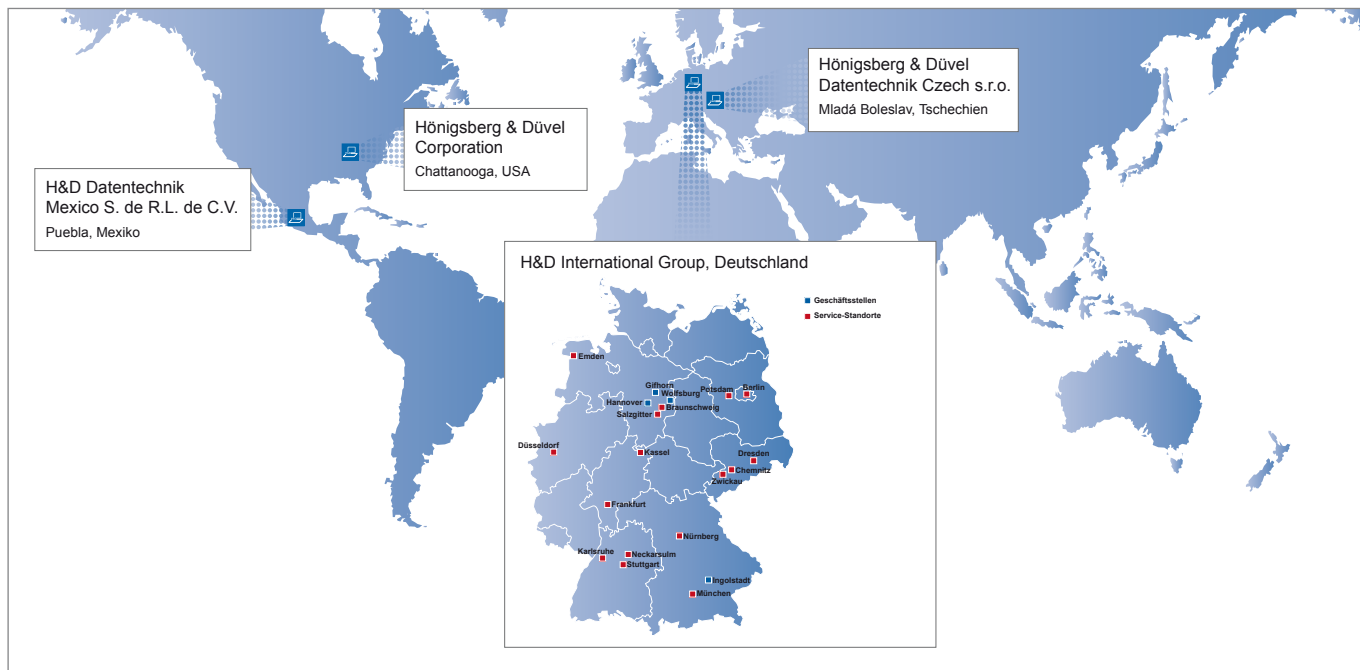 Hönigsberg & Düvel
Datentechnik Czech s.r.o.
Mladá Boleslav, Tschechien
Hönigsberg & Düvel
Corporation
Chattanooga, USA
H&D Datentechnik
Mexico S. de R.L. de C.V.
Puebla, Mexiko
H&D International Group, Deutschland
Geschäftsstellen
Service-Standorte
Emden
Gifhorn
Wolfsburg
Potsdam
Berlin
Hannover
Braunschweig
Salzgitter
Düsseldorf
Kassel
Dresden
Chemnitz
Zwickau
Frankfurt
Nürnberg
Karlsruhe
Neckarsulm
Stuttgart
Ingolstadt
München